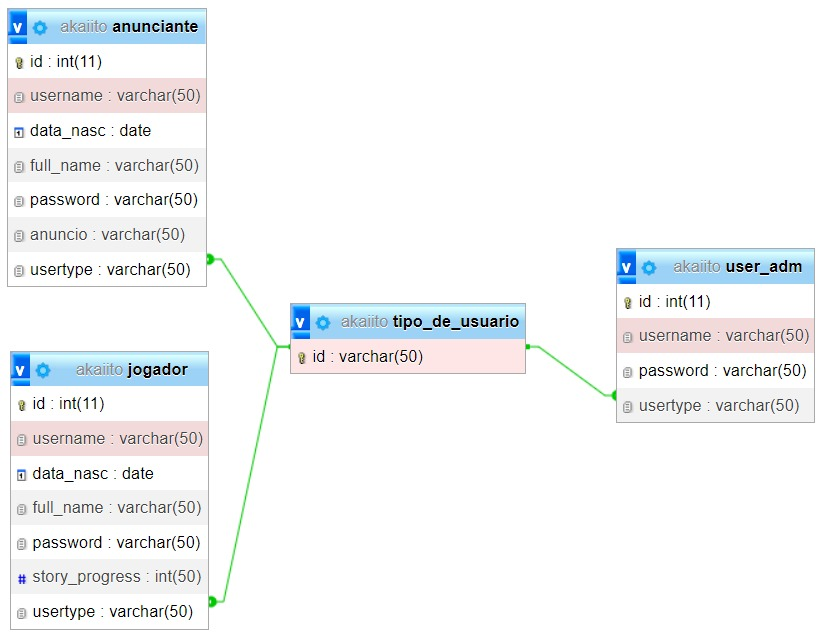 v akaiito anunciante
id : int(11)
username : varchar(50)
data_nasc : date
full_name : varchar(50)
password : varchar(50)
anuncio : varchar(50)
usertype : varchar(50)
v akaiito jogador
id : int(11)
username : varchar(50)
data_nasc : date
full_name : varchar(50)
password : varchar(50)
# story_progress : int(50)
usertype : varchar(50)
v akaiito tipo_de_usuario
id : varchar(50)
v akaiito user_adm
id : int(11)
username : varchar(50)
password : varchar(50)
usertype : varchar(50)